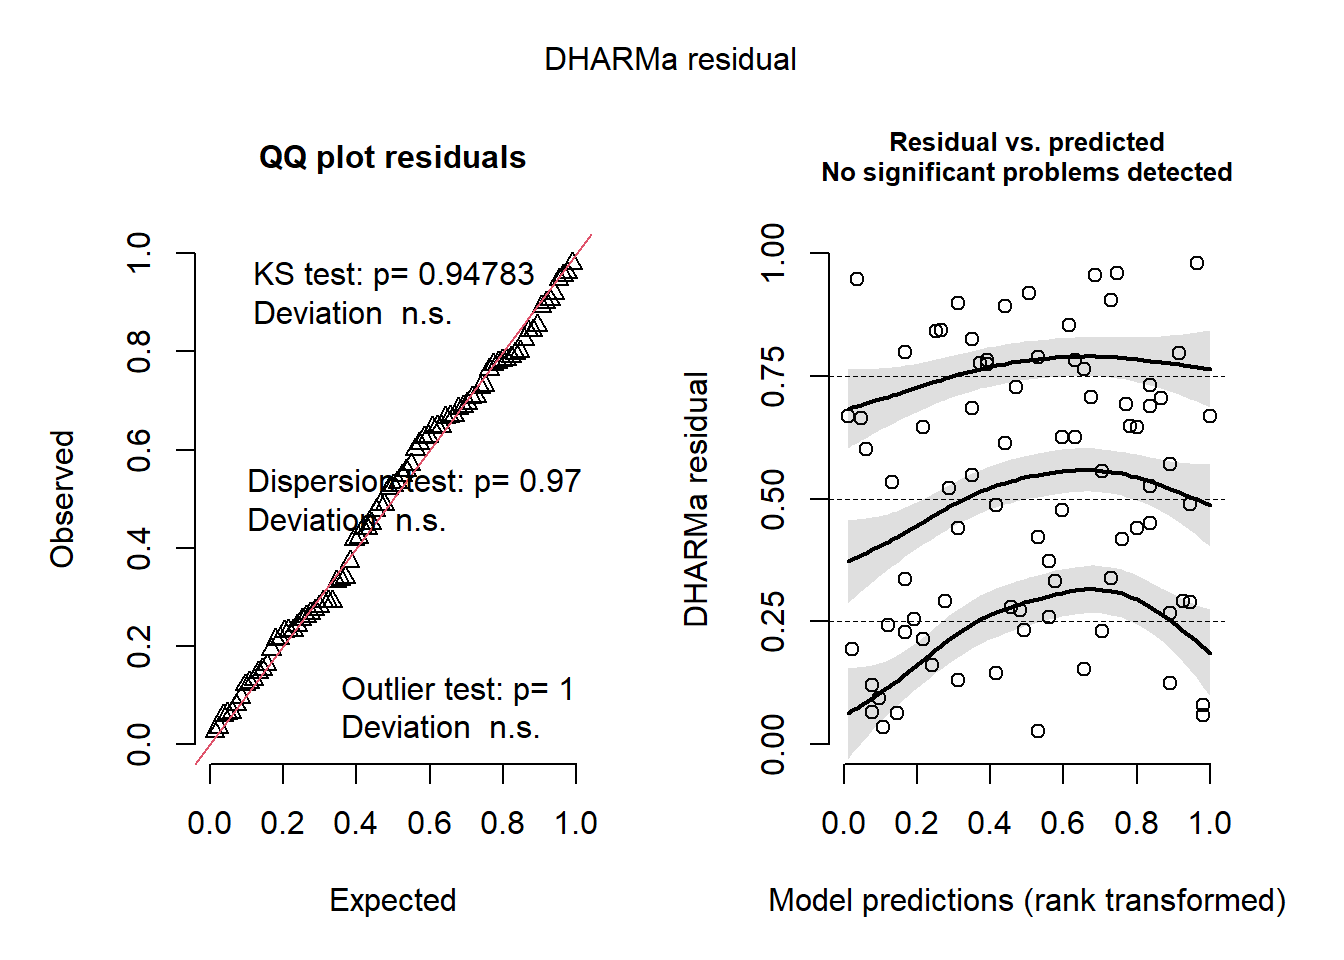 DHARMa residual
QQ plot residuals
KS test: p= 0.94783
Deviation  n.s.
Dispersion test: p= 0.97
Deviation  n.s.
Outlier test: p= 1
Deviation  n.s.
Observed
0.0 0.2 0.4 0.6 0.8 1.0
0.0 0.2 0.4 0.6 0.8 1.0
Expected
Residual vs. predicted
No significant problems detected
DHARMa residual
0.00 0.25 0.50 0.75 1.00
0.0 0.2 0.4 0.6 0.8 1.0
Model predictions (rank transformed)